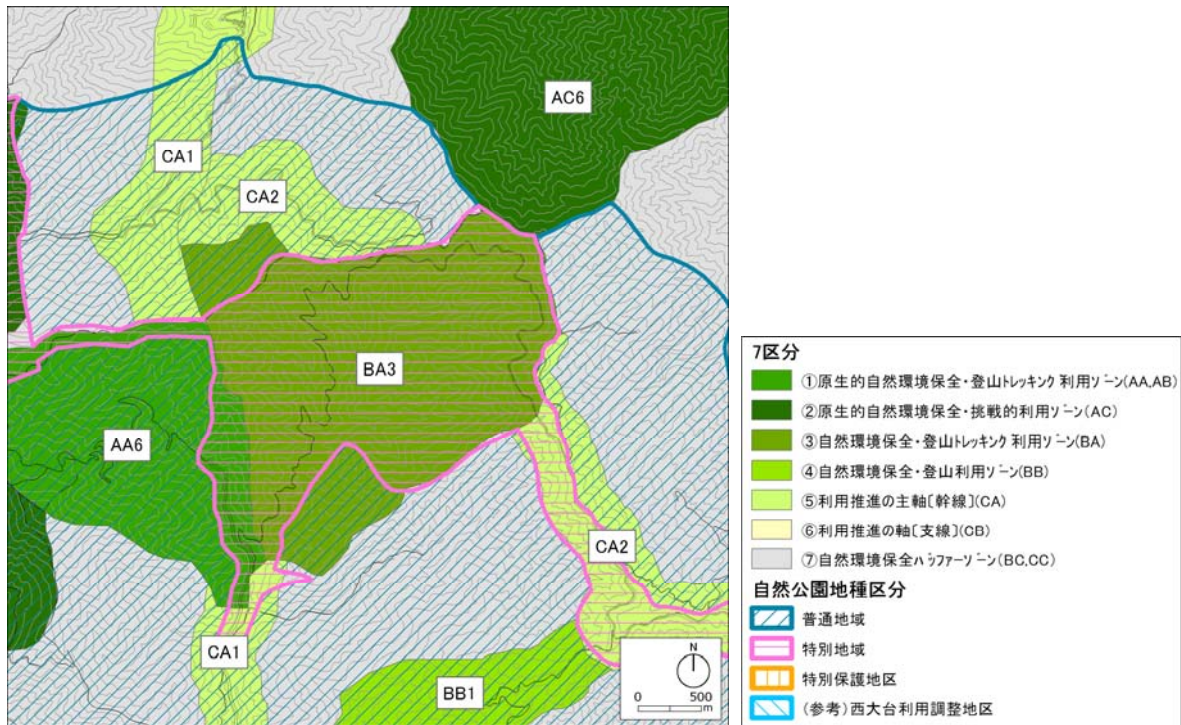 AC6
CA1
CA2
BA3
AA6
CA2
CA1
BB1
N
0 500
m
7区分
①原生的自然環境保全・登山トレッキング利用ゾーン(AA,AB)
②原生的自然環境保全・挑戦的利用ゾーン(AC)
③自然環境保全・登山トレッキング利用ゾーン(BA)
④自然環境保全・登山利用ゾーン(BB)
⑤利用推進の主軸〔幹線〕(CA)
⑥利用推進の軸〔支線〕(CB)
⑦自然環境保全バッファーゾーン(BC,CC)
自然公園地種区分
普通地域
特別地域
特別保護地区
(参考)西大台利用調整地区